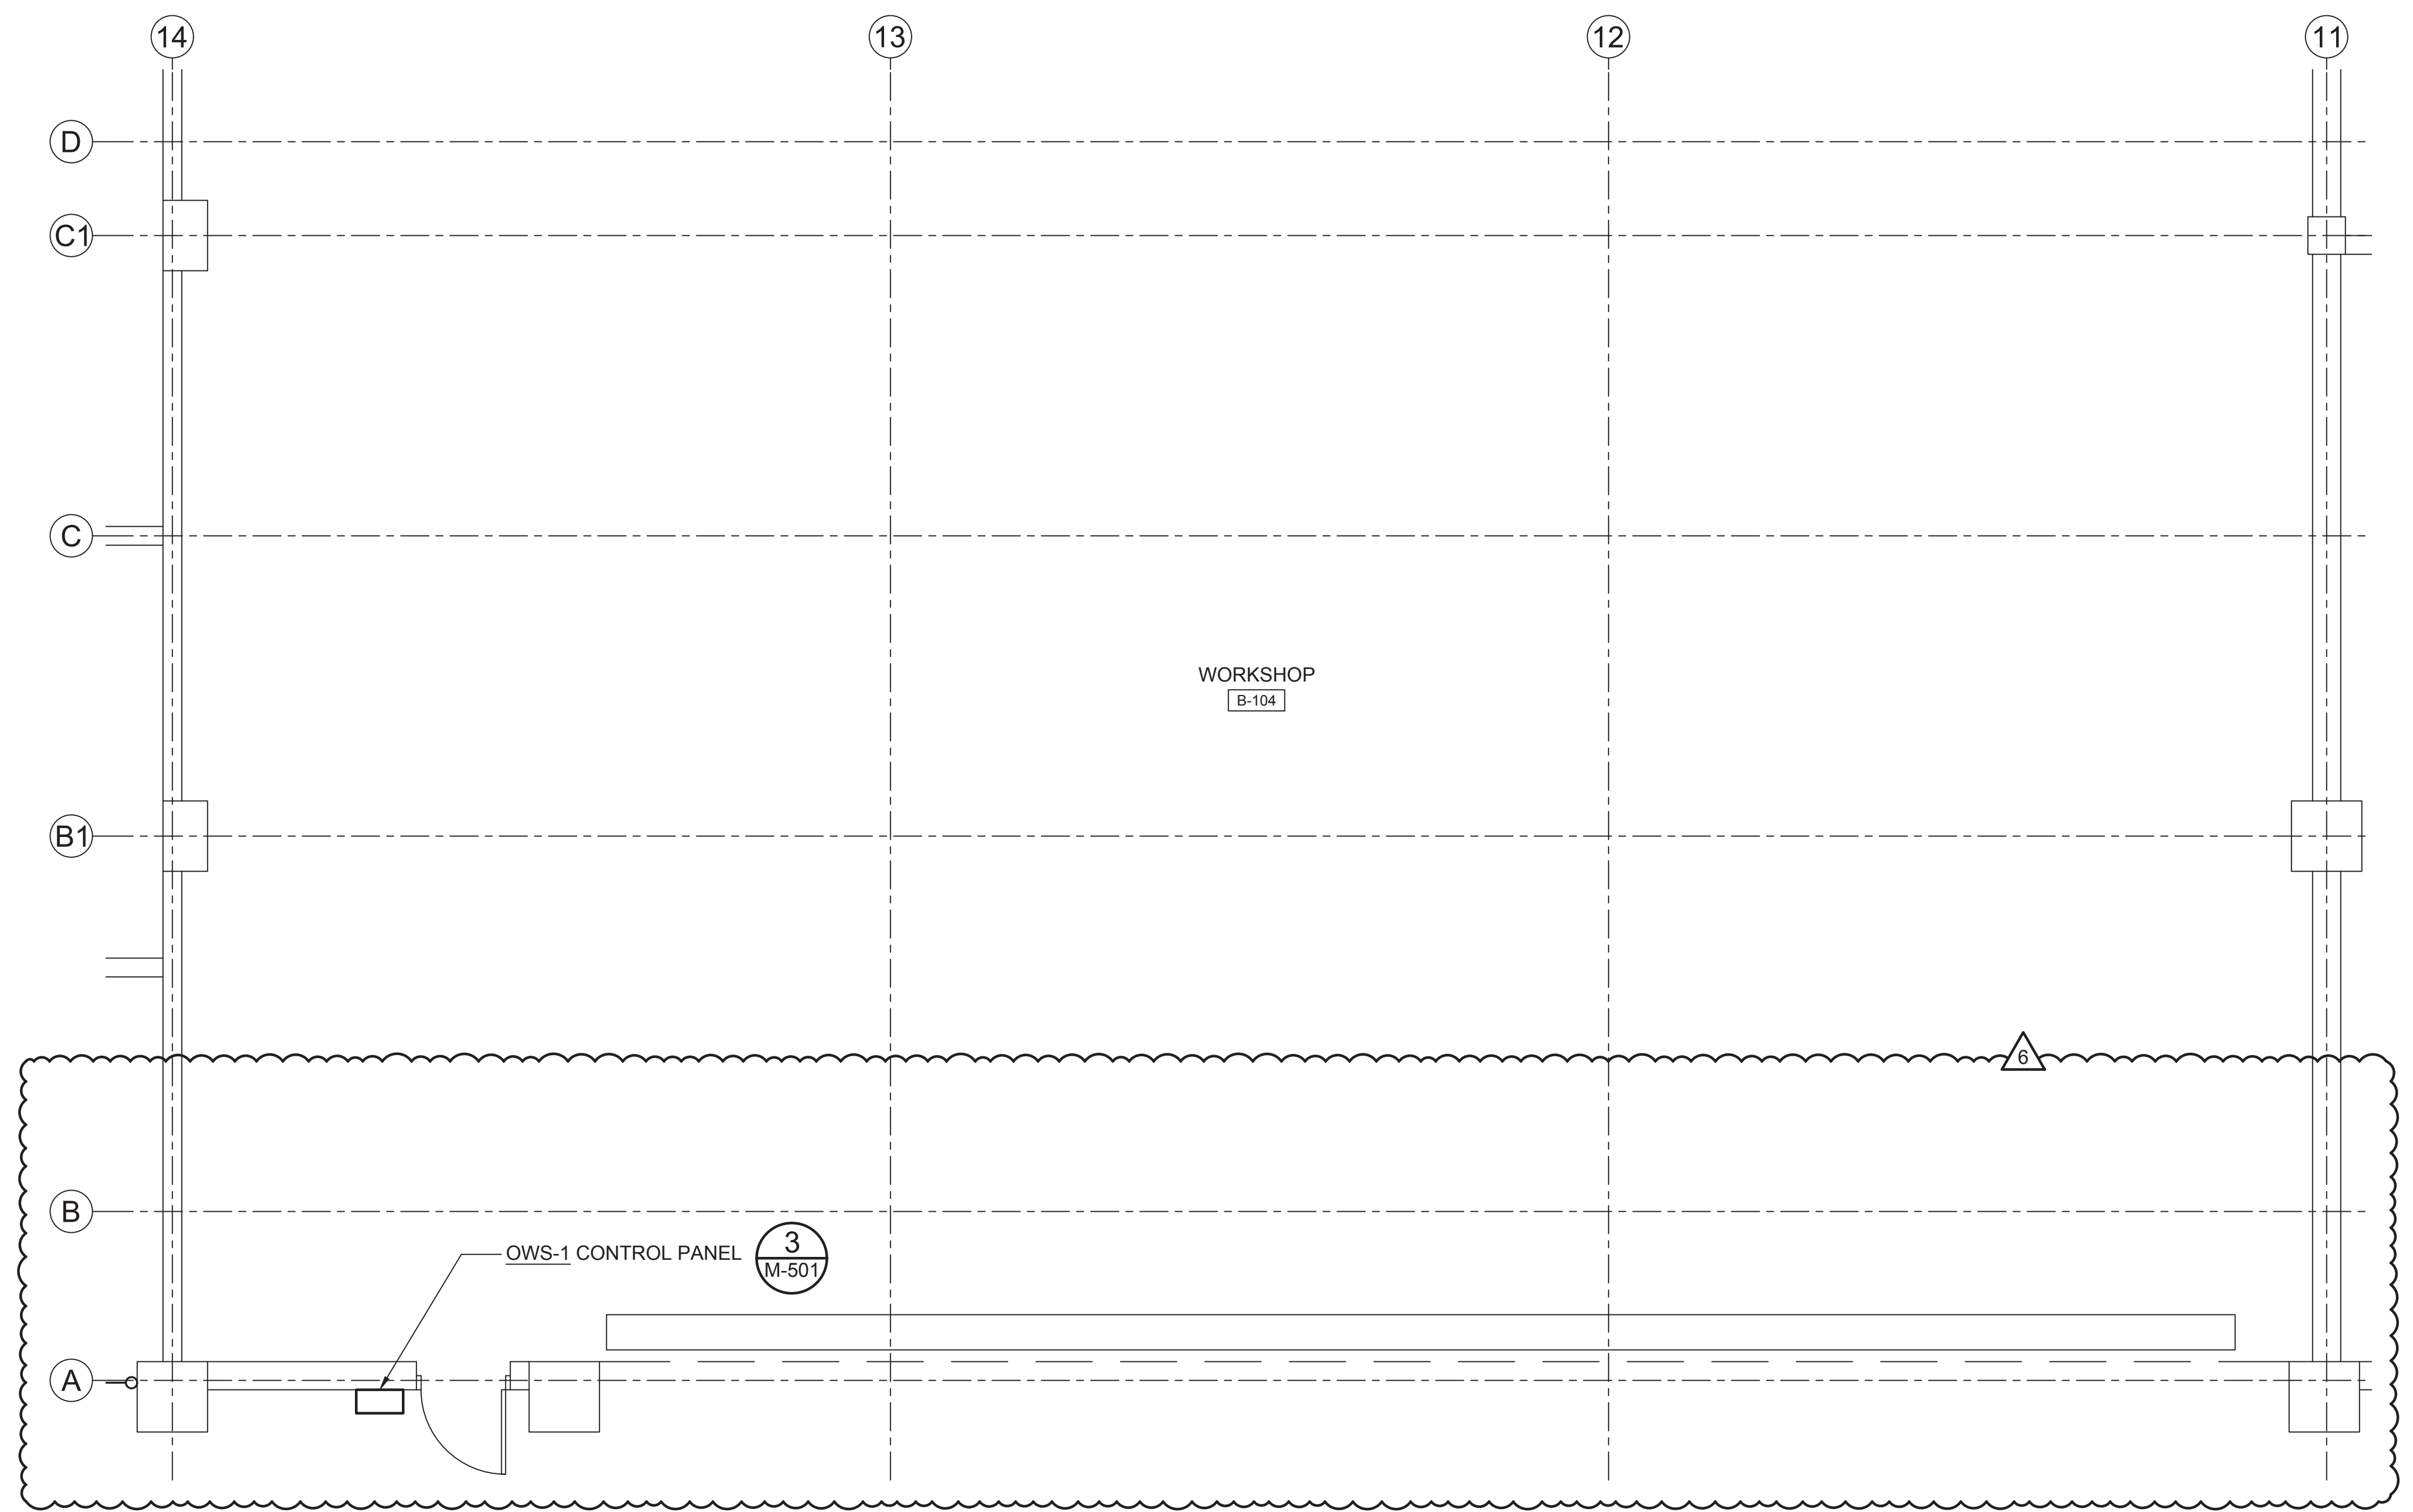 14
13
12
11
D
C1
C
WORKSHOP
B-104
B1
6
B
OWS-1 CONTROL PANEL
3
M-501
A